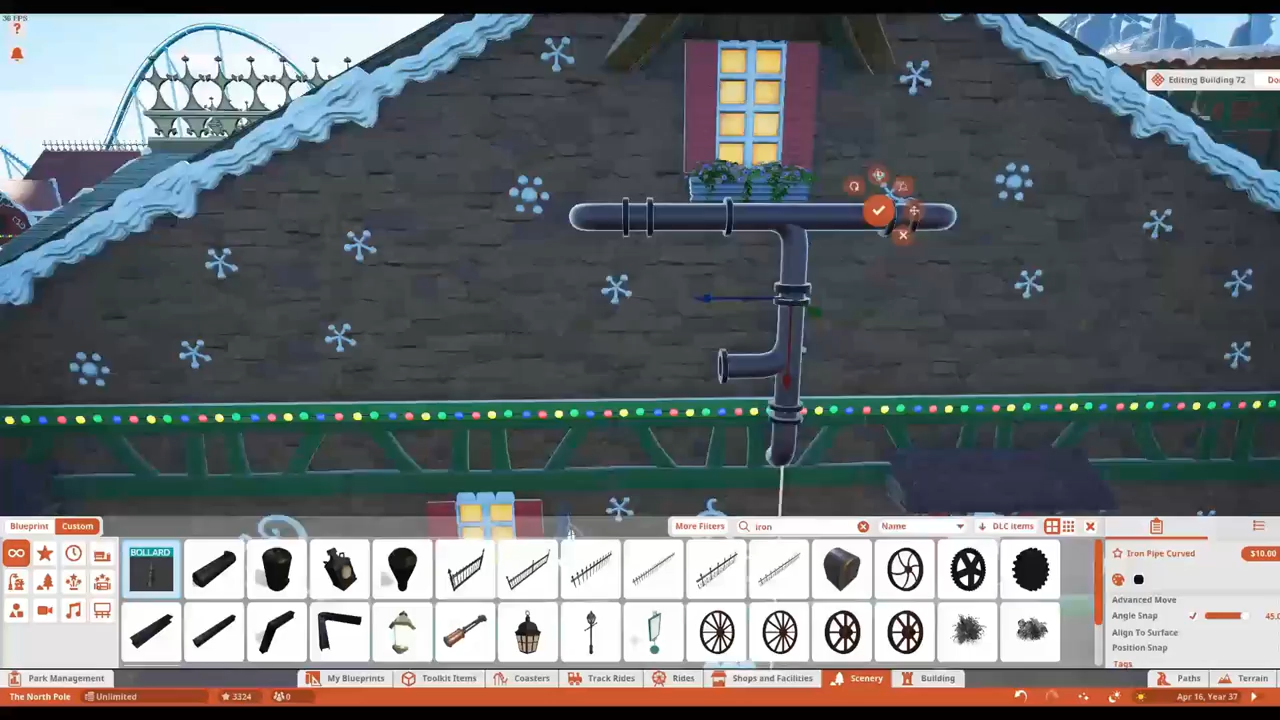 36 FPS
?
Editing Building 72
Blueprint
Custom
More Filters
iron
Name
DLC items
BOLLARD
Iron Pipe Curved
$10.00
Advanced Move
Angle Snap
45.0
Align To Surface
Position Snap
Tags
Park Management
My Blueprints
Toolkit Items
Coasters
Track Rides
Rides
Shops and Facilities
Scenery
Building
Paths
Terrain
The North Pole
Unlimited
3324
0
Apr 16, Year 37